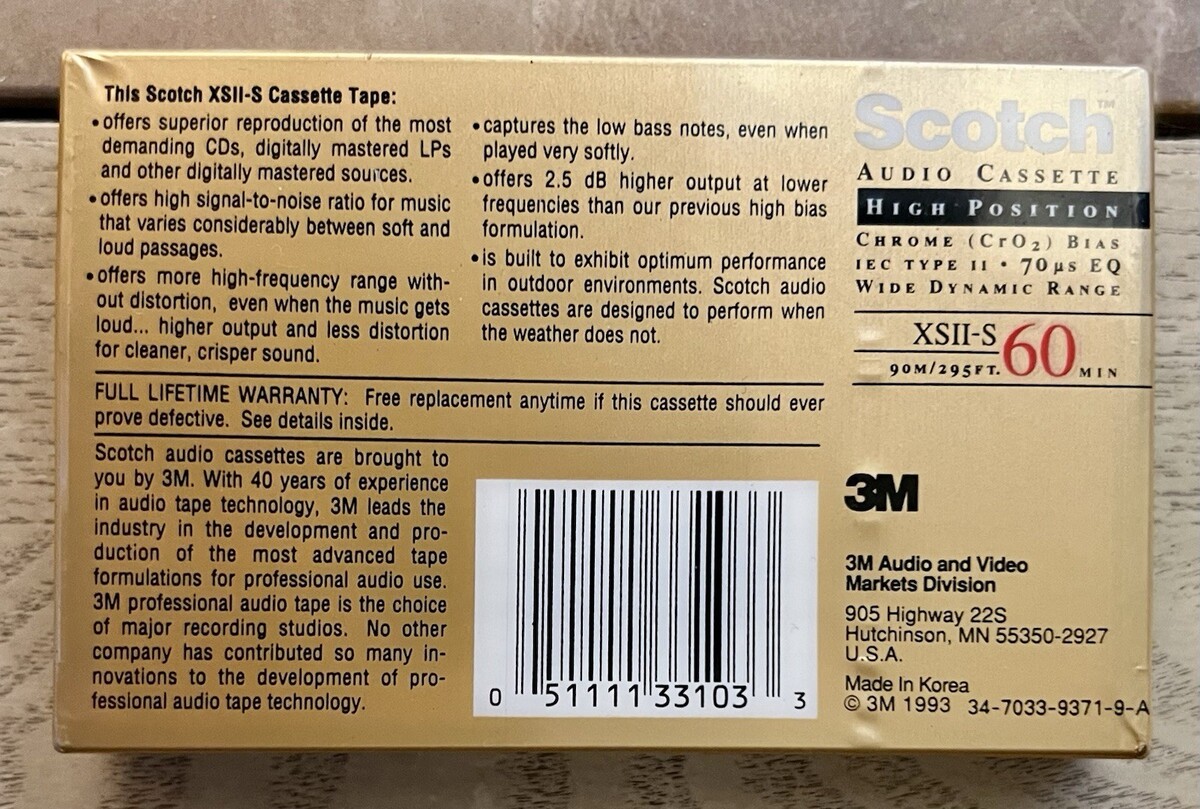 This Scotch XSII-S Cassette Tape:
• offers superior reproduction of the most
demanding CDs, digitally mastered LPs
and other digitally mastered sources.
• offers high signal-to-noise ratio for music
that varies considerably between soft and
loud passages.
• offers more high-frequency range with-
out distortion, even when the music gets
loud... higher output and less distortion
for cleaner, crisper sound.
• captures the low bass notes, even when
played very softly.
• offers 2.5 dB higher output at lower
frequencies than our previous high bias
formulation.
• is built to exhibit optimum performance
in outdoor environments. Scotch audio
cassettes are designed to perform when
the weather does not.
FULL LIFETIME WARRANTY: Free replacement anytime if this cassette should ever
prove defective. See details inside.
Scotch audio cassettes are brought to
you by 3M. With 40 years of experience
in audio tape technology, 3M leads the
industry in the development and pro-
duction of the most advanced tape
formulations for professional audio use.
3M professional audio tape is the choice
of major recording studios. No other
company has contributed so many in-
novations to the development of pro-
fessional audio tape technology.
0 51111 33103 3
Scotch™
AUDIO CASSETTE
HIGH POSITION
CHROME (CrO₂) BIAS
IEC TYPE II • 70µs EQ
WIDE DYNAMIC RANGE
XSII-S 60 MIN
90M/295FT.
3M
3M Audio and Video
Markets Division
905 Highway 22S
Hutchinson, MN 55350-2927
U.S.A.
Made In Korea
© 3M 1993 34-7033-9371-9-A